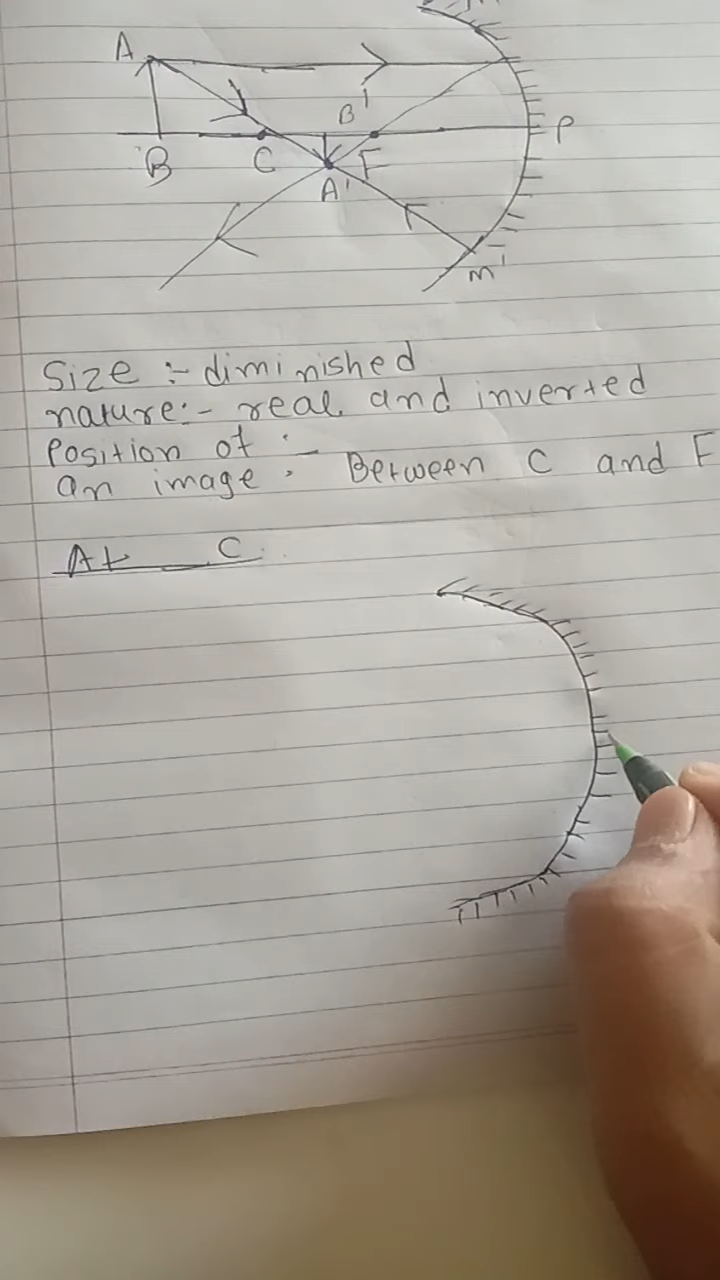 A
B'
P
B
C
F
A'
M'
Size :- diminished
nature:- real and inverted
Position of :-
an image : Between C and F
At C